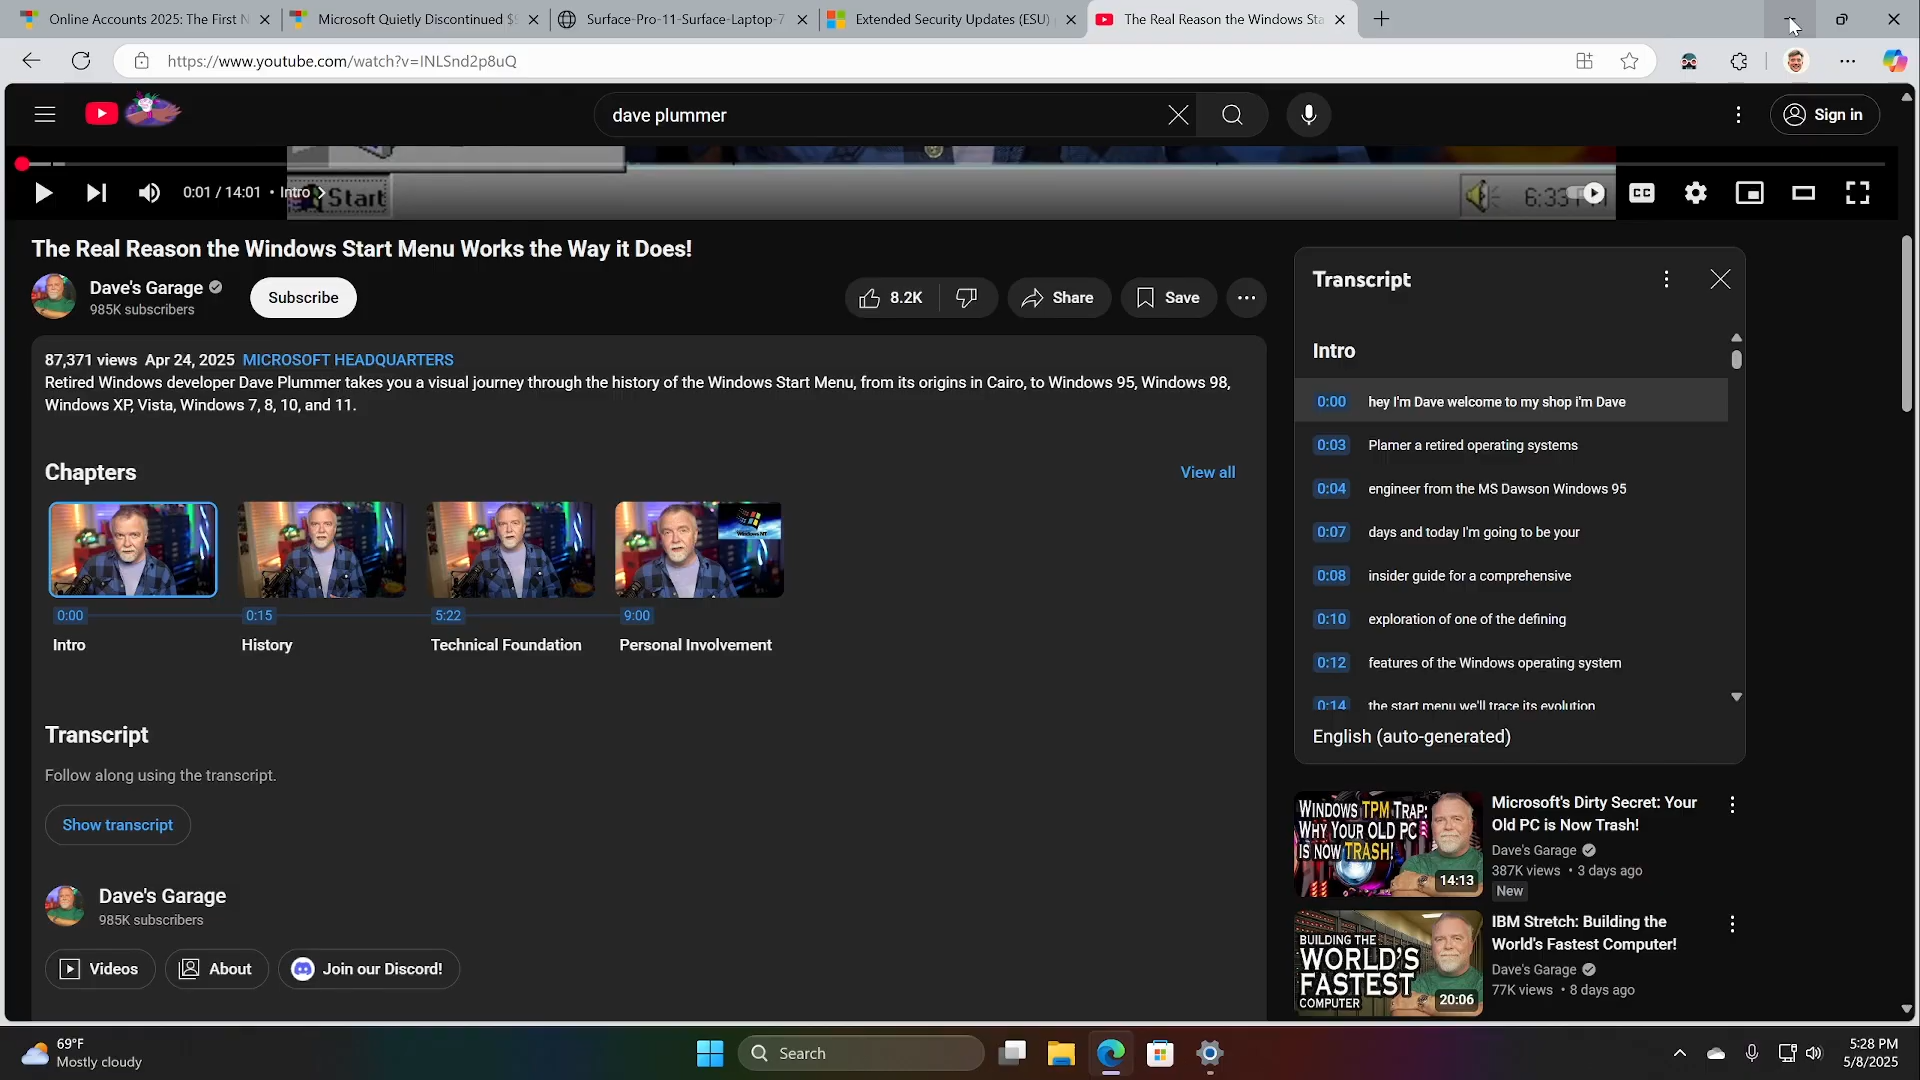 Online Accounts 2025: The First N
Microsoft Quietly Discontinued $
Surface-Pro-11-Surface-Laptop-7
Extended Security Updates (ESU)
The Real Reason the Windows Sta
https://www.youtube.com/watch?v=INLSnd2p8uQ
dave plummer
Sign in
0:01 / 14:01 • Intro
Start
6:33
CC
The Real Reason the Windows Start Menu Works the Way it Does!
Dave's Garage
985K subscribers
Subscribe
8.2K
Share
Save
87,371 views Apr 24, 2025 MICROSOFT HEADQUARTERS
Retired Windows developer Dave Plummer takes you a visual journey through the history of the Windows Start Menu, from its origins in Cairo, to Windows 95, Windows 98,
Windows XP, Vista, Windows 7, 8, 10, and 11.
Chapters
View all
Windows NT
0:00
0:15
5:22
9:00
Intro
History
Technical Foundation
Personal Involvement
Transcript
Follow along using the transcript.
Show transcript
Dave's Garage
985K subscribers
Videos
About
Join our Discord!
Transcript
Intro
0:00 hey I'm Dave welcome to my shop i'm Dave
0:03 Plamer a retired operating systems
0:04 engineer from the MS Dawson Windows 95
0:07 days and today I'm going to be your
0:08 insider guide for a comprehensive
0:10 exploration of one of the defining
0:12 features of the Windows operating system
0:14 the start menu we'll trace its evolution
English (auto-generated)
WINDOWS TPM TRAP:
WHY YOUR OLD PC
IS NOW TRASH!
14:13
Microsoft's Dirty Secret: Your
Old PC is Now Trash!
Dave's Garage
387K views • 3 days ago
New
BUILDING THE
WORLD'S
FASTEST
COMPUTER
20:06
IBM Stretch: Building the
World's Fastest Computer!
Dave's Garage
77K views • 8 days ago
69°F
Mostly cloudy
Search
5:28 PM
5/8/2025